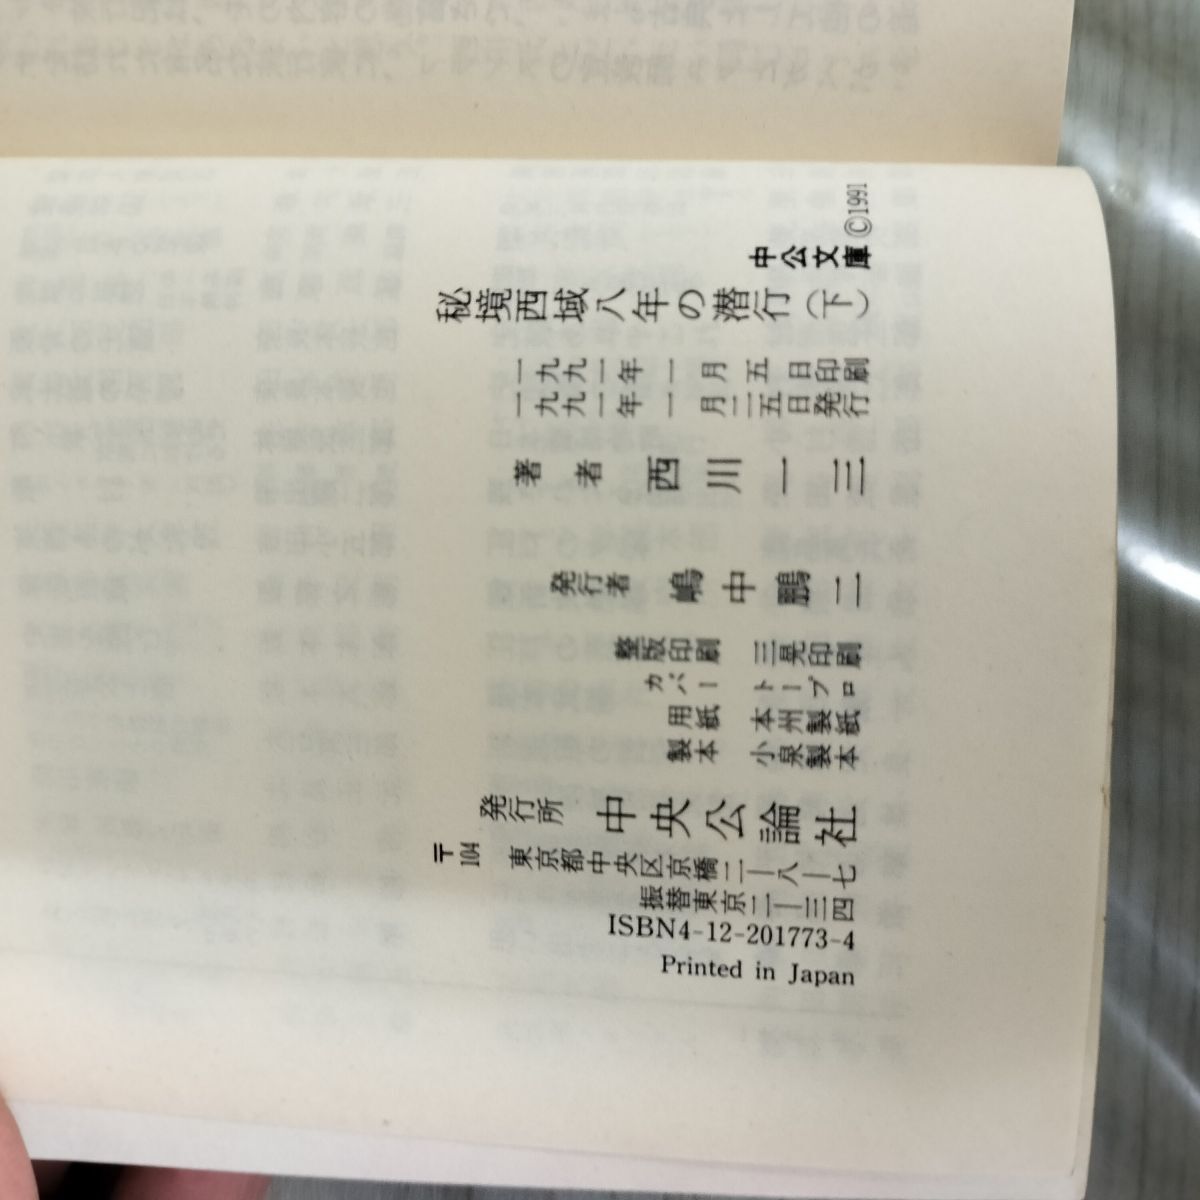 中公文庫 ©1991
秘境西域八年の潜行(下)
一九九一年一一月二五日印刷
一九九一年一一月二五日発行
著者 西川一三
発行者 嶋中鵬二
整版印刷 三晃印刷
カバー トープロ
用紙 本州製紙
製本 小泉製本
発行所 中央公論社
〒104 東京都中央区京橋二—八—七
振替東京二—三四
ISBN4-12-201773-4
Printed in Japan